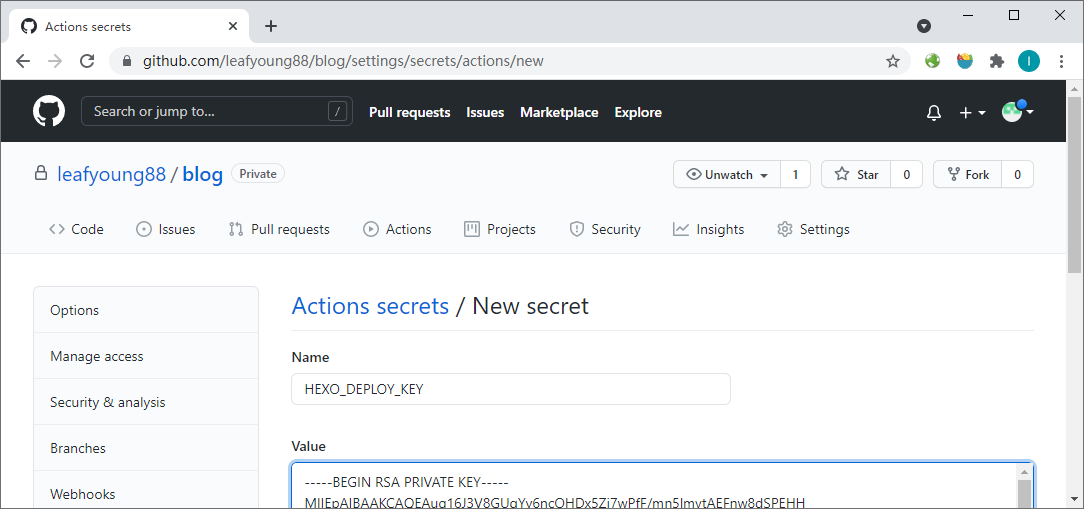 Actions secrets
github.com/leafyoung88/blog/settings/secrets/actions/new
I
Search or jump to...
/
Pull requests
Issues
Marketplace
Explore
leafyoung88 / blog
Private
Unwatch
1
Star
0
Fork
0
Code
Issues
Pull requests
Actions
Projects
Security
Insights
Settings
Options
Manage access
Security & analysis
Branches
Webhooks
Actions secrets / New secret
Name
HEXO_DEPLOY_KEY
Value
-----BEGIN RSA PRIVATE KEY-----